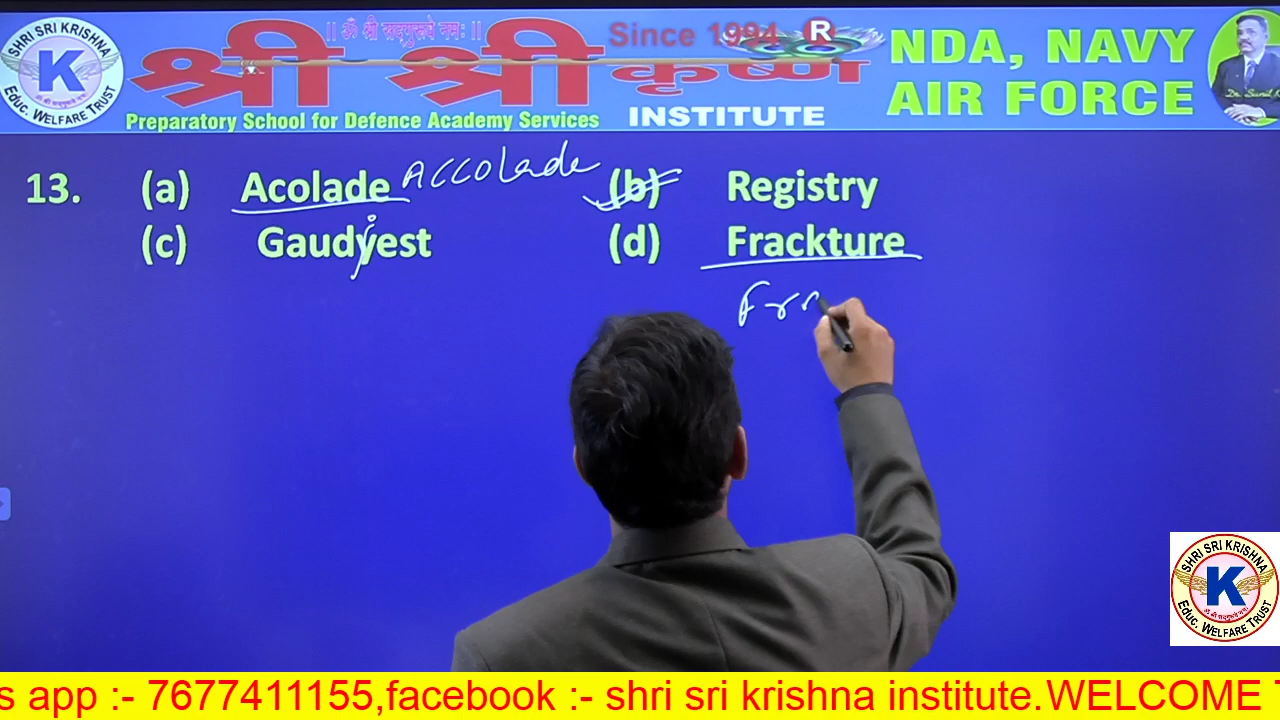 || ॐ श्री सद्गुरूवे नमः ||
Since 1994 R
श्री श्री कृष्ण
INSTITUTE
Preparatory School for Defence Academy Services
NDA, NAVY
AIR FORCE
SHRI SRI KRISHNA
K
Educ. WELFARE TRUST
13. (a) Acolade ACCOLade (b) Registry
(c) Gaudyest i (d) Frackture
Fra
SHRI SRI KRISHNA
K
Educ. WELFARE TRUST
s app :- 7677411155,facebook :- shri sri krishna institute.WELCOME T